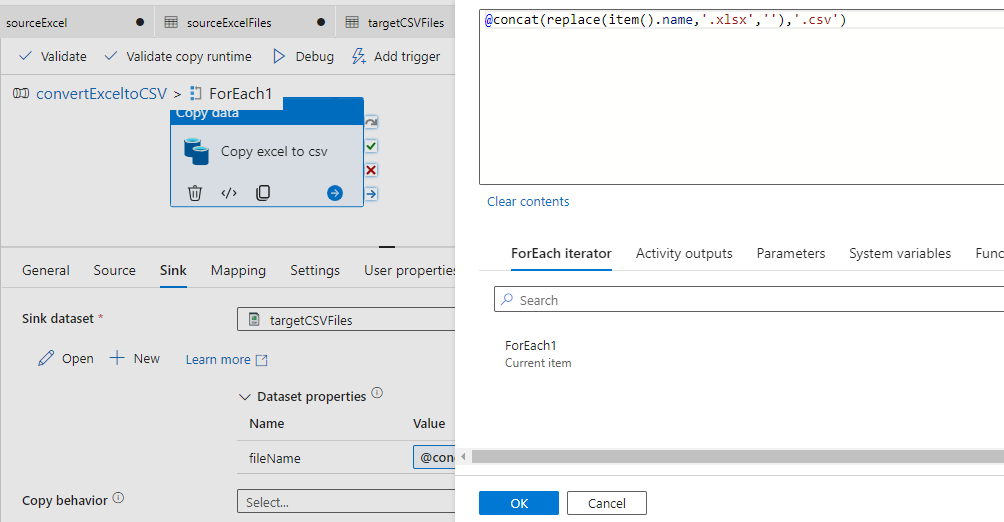 sourceExcel
sourceExcelFiles
targetCSVFiles
Validate
Validate copy runtime
Debug
Add trigger
convertExceltoCSV > ForEach1
Copy data
Copy excel to csv
General
Source
Sink
Mapping
Settings
User properties
Sink dataset *
targetCSVFiles
Open
New
Learn more
Dataset properties
Name
Value
fileName
@con
Copy behavior
Select...
@concat(replace(item().name,'.xlsx',''),'.csv')
Clear contents
ForEach iterator
Activity outputs
Parameters
System variables
Func
Search
ForEach1
Current item
OK
Cancel